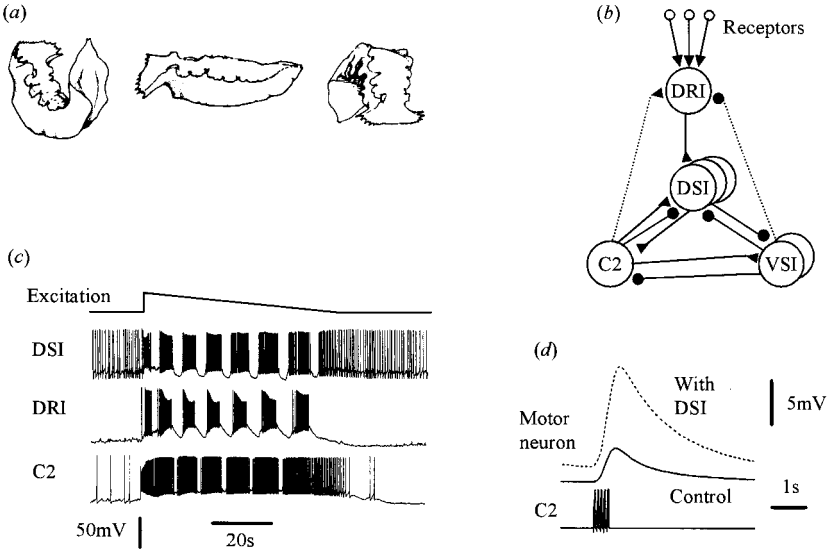 (a)
(b)
Receptors
DRI
DSI
C2
VSI
(c)
Excitation
DSI
DRI
C2
50mV
20s
(d)
With
DSI
5mV
Motor
neuron
Control
1s
C2